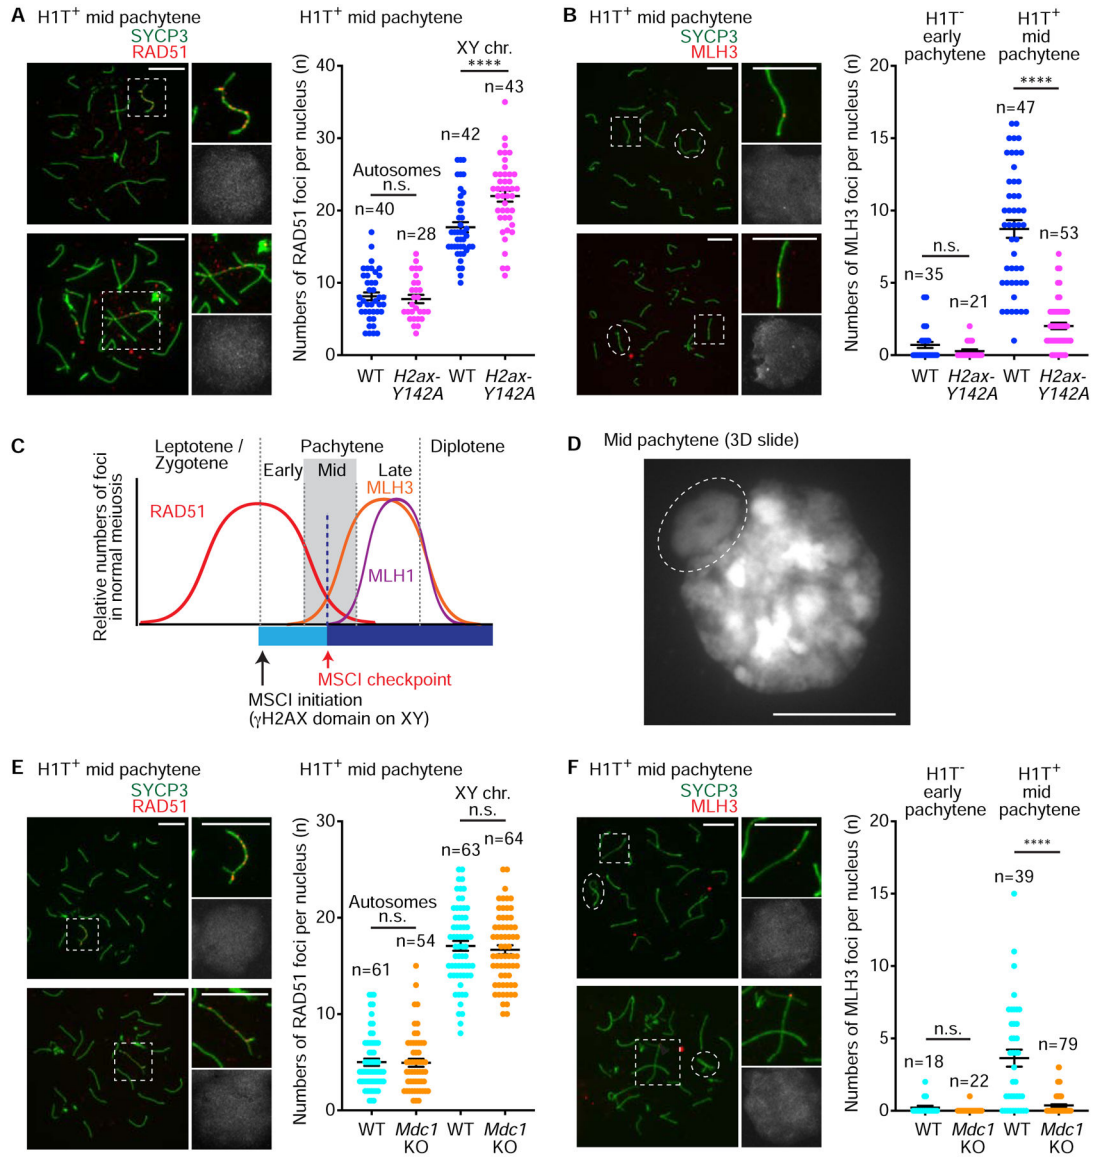 A
H1T+ mid pachytene
SYCP3
RAD51
H1T+ mid pachytene
Numbers of RAD51 foci per nucleus (n)
40
30
20
10
0
XY chr.
****
n=43
n=42
Autosomes
n.s.
n=40
n=28
WT
H2ax-
Y142A
WT
H2ax-
Y142A
B
H1T+ mid pachytene
SYCP3
MLH3
H1T-
early
pachytene
H1T+
mid
pachytene
Numbers of MLH3 foci per nucleus (n)
20
15
10
5
0
****
n=47
n=53
n.s.
n=35
n=21
WT
H2ax-
Y142A
WT
H2ax-
Y142A
C
Leptotene /
Zygotene
Pachytene
Diplotene
Early
Mid
Late
Relative numbers of foci
in normal meiuosis
RAD51
MLH3
MLH1
MSCI checkpoint
MSCI initiation
(γH2AX domain on XY)
D
Mid pachytene (3D slide)
E
H1T+ mid pachytene
SYCP3
RAD51
H1T+ mid pachytene
Numbers of RAD51 foci per nucleus (n)
30
20
10
0
XY chr.
n.s.
n=64
n=63
Autosomes
n.s.
n=54
n=61
WT
Mdc1
KO
WT
Mdc1
KO
F
H1T+ mid pachytene
SYCP3
MLH3
H1T-
early
pachytene
H1T+
mid
pachytene
Numbers of MLH3 foci per nucleus (n)
20
15
10
5
0
****
n=39
n=79
n.s.
n=18
n=22
WT
Mdc1
KO
WT
Mdc1
KO